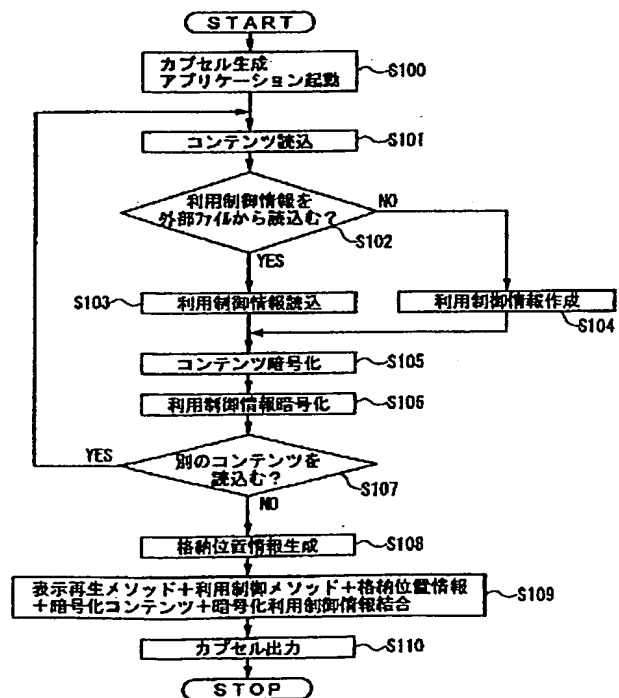 START
カプセル生成
アプリケーション起動
S100
コンテンツ読込
S101
利用制御情報を
外部ファイルから読込む?
NO
S102
YES
S103
利用制御情報読込
利用制御情報作成
S104
コンテンツ暗号化
S105
利用制御情報暗号化
S106
YES
別のコンテンツを
読込む?
S107
NO
格納位置情報生成
S108
表示再生メソッド+利用制御メソッド+格納位置情報
+暗号化コンテンツ+暗号化利用制御情報結合
S109
カプセル出力
S110
STOP